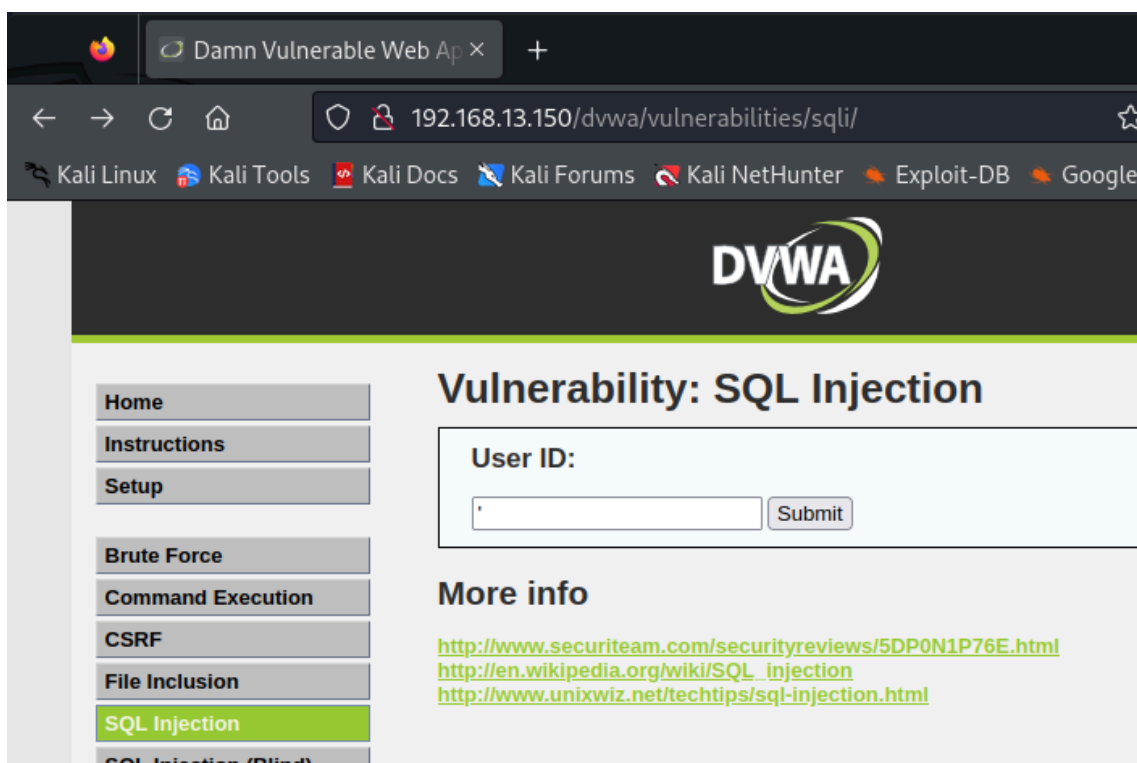 Damn Vulnerable Web Ap
192.168.13.150/dvwa/vulnerabilities/sqli/
Kali Linux Kali Tools Kali Docs Kali Forums Kali NetHunter Exploit-DB Google
DVWA
Home
Instructions
Setup
Brute Force
Command Execution
CSRF
File Inclusion
SQL Injection
SQL Injection (Blind)
Vulnerability: SQL Injection
User ID:
' Submit
More info
http://www.securiteam.com/securityreviews/5DP0N1P76E.html
http://en.wikipedia.org/wiki/SQL_injection
http://www.unixwiz.net/techtips/sql-injection.html